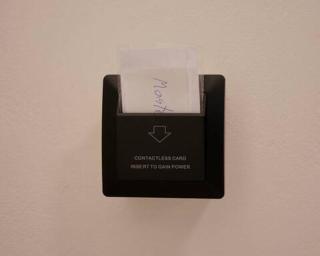 CONTACTLESS CARD
INSERT TO GAIN POWER